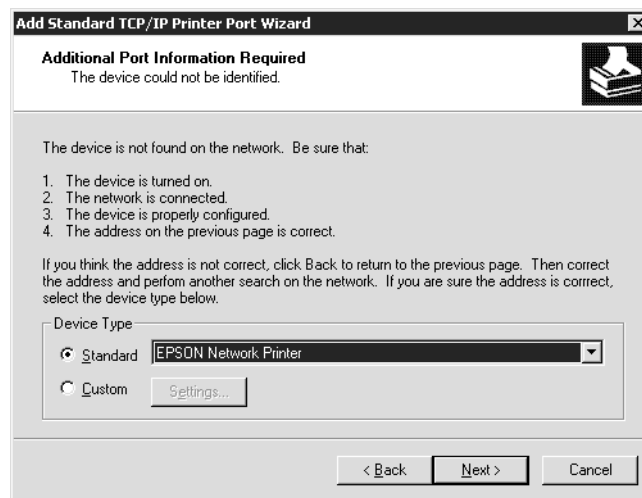 Add Standard TCP/IP Printer Port Wizard
Additional Port Information Required
The device could not be identified.
The device is not found on the network. Be sure that:
1. The device is turned on.
2. The network is connected.
3. The device is properly configured.
4. The address on the previous page is correct.
If you think the address is not correct, click Back to return to the previous page. Then correct
the address and perfom another search on the network. If you are sure the address is corrrect,
select the device type below.
Device Type
Standard EPSON Network Printer
Custom Settings...
< Back Next > Cancel